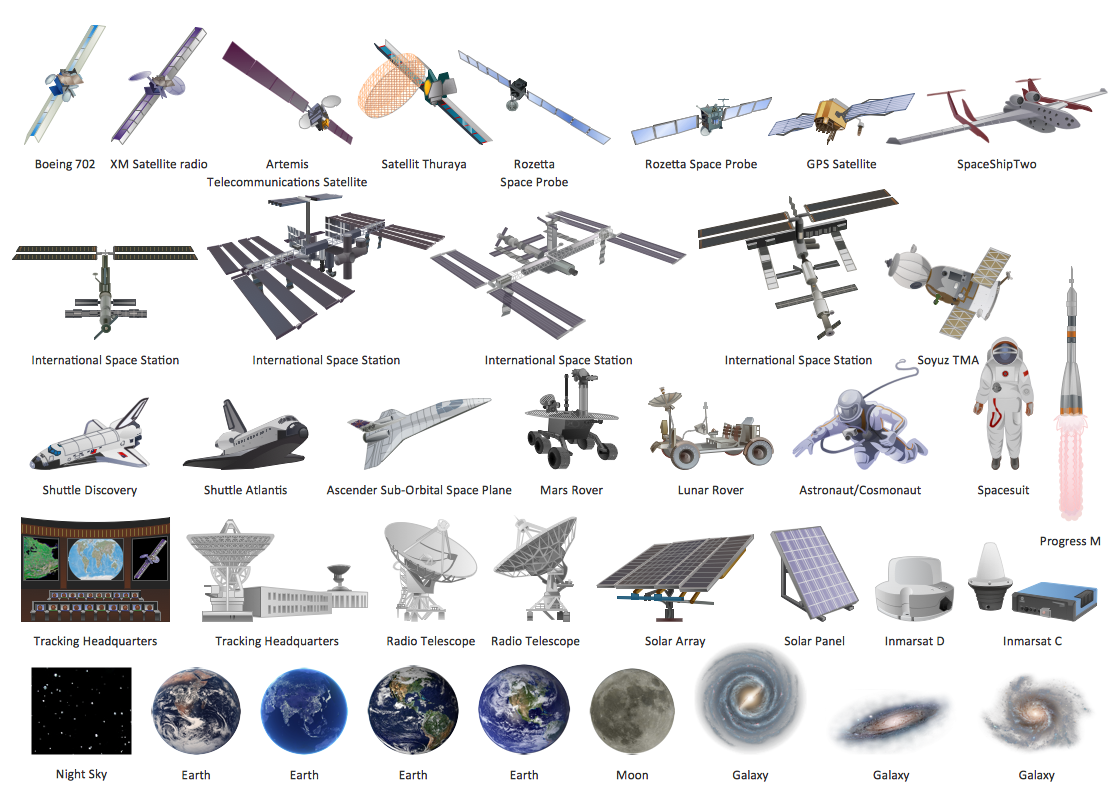 Boeing 702
XM Satellite radio
Artemis
Telecommunications Satellite
Satellit Thuraya
Rozetta
Space Probe
Rozetta Space Probe
GPS Satellite
SpaceShipTwo
International Space Station
International Space Station
International Space Station
International Space Station
Soyuz TMA
Shuttle Discovery
Shuttle Atlantis
Ascender Sub-Orbital Space Plane
Mars Rover
Lunar Rover
Astronaut/Cosmonaut
Spacesuit
Progress M
Tracking Headquarters
Tracking Headquarters
Radio Telescope
Radio Telescope
Solar Array
Solar Panel
Inmarsat D
Inmarsat C
Night Sky
Earth
Earth
Earth
Earth
Moon
Galaxy
Galaxy
Galaxy